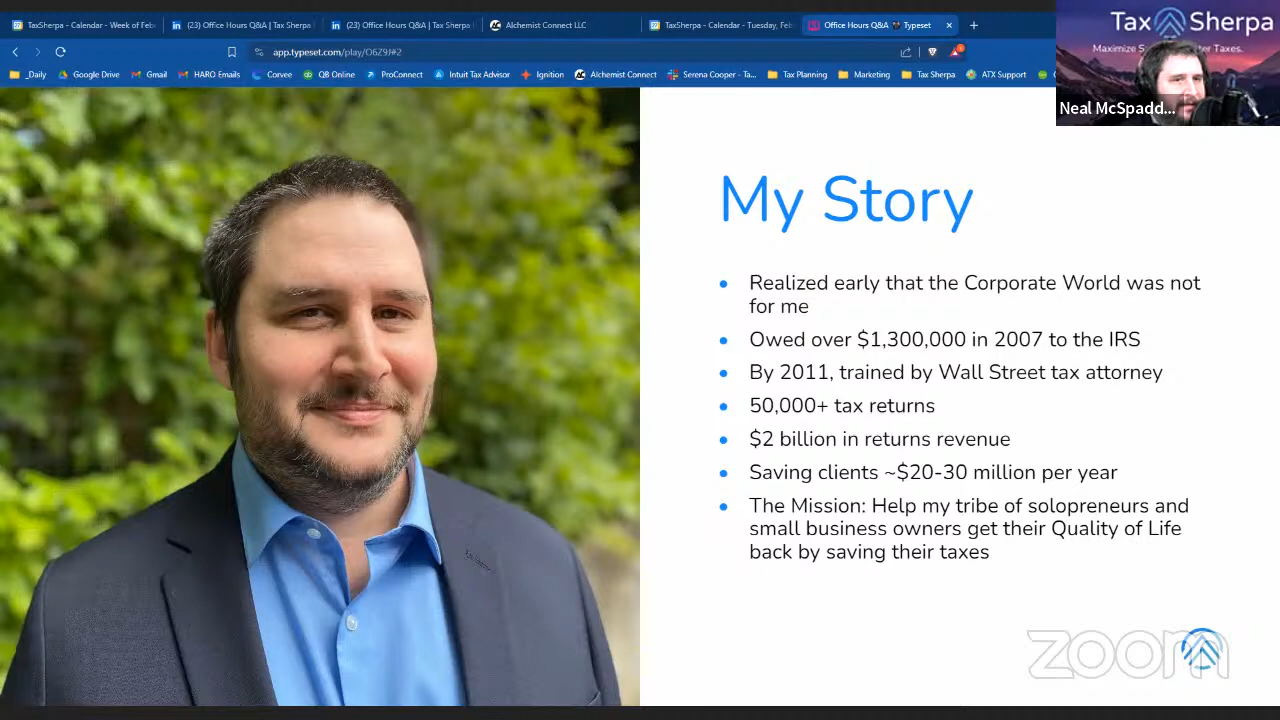 TaxSherpa - Calendar - Week of Feb
(23) Office Hours Q&A | Tax Sherpa
(23) Office Hours Q&A | Tax Sherpa
Alchemist Connect LLC
TaxSherpa - Calendar - Tuesday, Feb
Office Hours Q&A
Typeset
app.typeset.com/play/O6Z9J#2
_Daily
Google Drive
Gmail
HARO Emails
Corvee
QB Online
ProConnect
Intuit Tax Advisor
Ignition
Alchemist Connect
Serena Cooper - Ta...
Tax Planning
Marketing
Tax Sherpa
ATX Support
Tax Sherpa
Neal McSpadd...
My Story
• Realized early that the Corporate World was not
for me
• Owed over $1,300,000 in 2007 to the IRS
• By 2011, trained by Wall Street tax attorney
• 50,000+ tax returns
• $2 billion in returns revenue
• Saving clients ~$20-30 million per year
• The Mission: Help my tribe of solopreneurs and
small business owners get their Quality of Life
back by saving their taxes
zoom